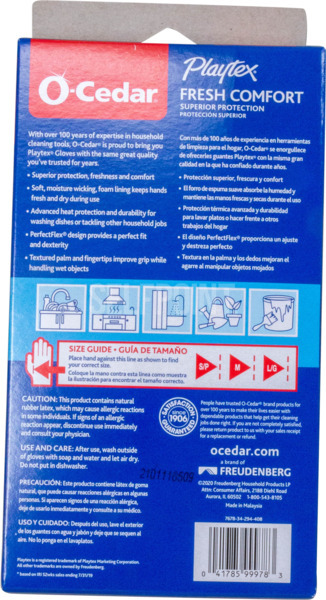 O-Cedar®
Playtex
FRESH COMFORT
SUPERIOR PROTECTION
PROTECCIÓN SUPERIOR
With over 100 years of expertise in household
cleaning tools, O-Cedar® is proud to bring you
Playtex® Gloves with the same great quality
you've trusted for years.
• Superior protection, freshness and comfort
• Soft, moisture wicking, foam lining keeps hands
fresh and dry during use
• Advanced heat protection and durability for
washing dishes or tackling other household jobs
• PerfectFlex® design provides a perfect fit
and dexterity
• Textured palm and fingertips improve grip while
handling wet objects
Con más de 100 años de experiencia en herramientas
de limpieza para el hogar, O-Cedar® se enorgullece
de ofrecerles guantes Playtex® con la misma gran
calidad en la que ha confiado durante años.
• Protección superior, frescura y confort
• El forro de espuma suave absorbe la humedad y
mantiene las manos frescas y secas durante el uso
• Protección térmica avanzada y durabilidad
para lavar platos o hacer frente a otros
trabajos del hogar
• El diseño PerfectFlex® proporciona un ajuste
y destreza perfecto
• Textura en la palma y los dedos mejoran el
agarre al manipular objetos mojados
SIZE GUIDE • GUÍA DE TAMAÑO
Place hand against this line as shown to find
your correct size.
Coloque la mano contra esta línea como muestra
la ilustración para encontrar el tamaño correcto.
S/P
M
L/G
CAUTION: This product contains natural
rubber latex, which may cause allergic reactions
in some individuals. If signs of an allergic
reaction appear, discontinue use immediately
and consult your physician.
USE AND CARE: After use, wash outside
of gloves with soap and water and let air dry.
Do not put in dishwasher.
PRECAUCIÓN: Este producto contiene látex de goma
natural, que puede causar reacciones alérgicas en algunas
personas. Si aparecen signos de una reacción alérgica,
deje de usarlo inmediatamente y consulte a su médico.
USO Y CUIDADO: Después del uso, lave el exterior
de los guantes con agua y jabón y deje que se sequen al
aire. No lo ponga en el lavaplatos.
Playtex is a registered trademark of Playtex Marketing Corporation.
All other trademarks are owned by Freudenberg.
* based on IRI 52wks sales ending 7/31/19
2101110509
SATISFACTION
since
1906
GUARANTEED
People have trusted O-Cedar® brand products for
over 100 years to make their lives easier with
dependable products that help get their cleaning
jobs done right. If you are not completely satisfied,
please return product to us with your sales receipt
for a replacement or refund.
ocedar.com
a brand of
FREUDENBERG
©2020 Freudenberg Household Products LP
Attn: Consumer Affairs, 2188 Diehl Road
Aurora, IL 60502 1-800-543-8105
Made in Malaysia
7678-34-294-408
0 41785 99978 3